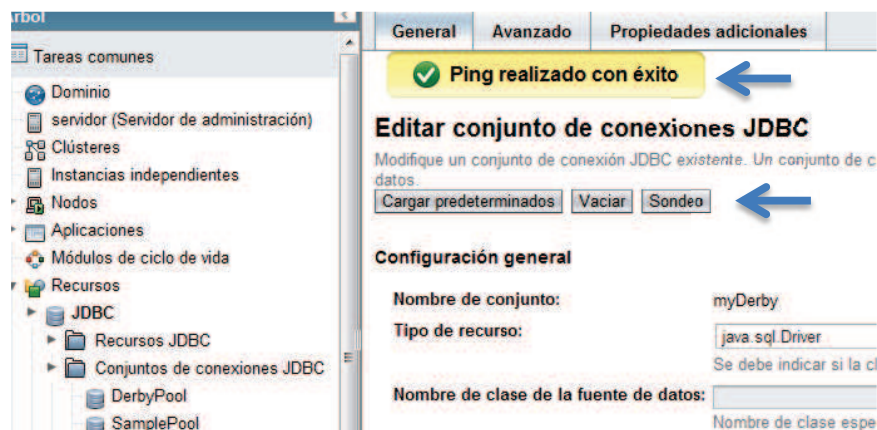 Árbol
Tareas comunes
Dominio
servidor (Servidor de administración)
Clústeres
Instancias independientes
Nodos
Aplicaciones
Módulos de ciclo de vida
Recursos
JDBC
Recursos JDBC
Conjuntos de conexiones JDBC
DerbyPool
SamplePool
General Avanzado Propiedades adicionales
Ping realizado con éxito
Editar conjunto de conexiones JDBC
Modifique un conjunto de conexión JDBC existente. Un conjunto de c
datos.
Cargar predeterminados Vaciar Sondeo
Configuración general
Nombre de conjunto: myDerby
Tipo de recurso: java.sql.Driver
Se debe indicar si la cl
Nombre de clase de la fuente de datos:
Nombre de clase espe